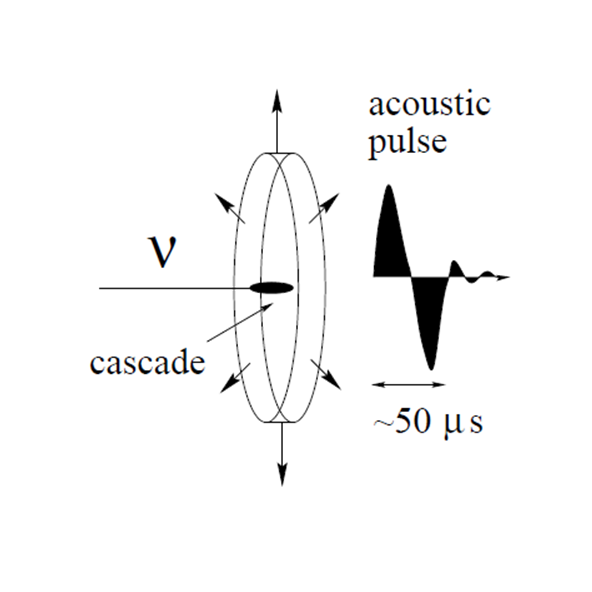 acoustic
pulse
ν
cascade
~50 μs